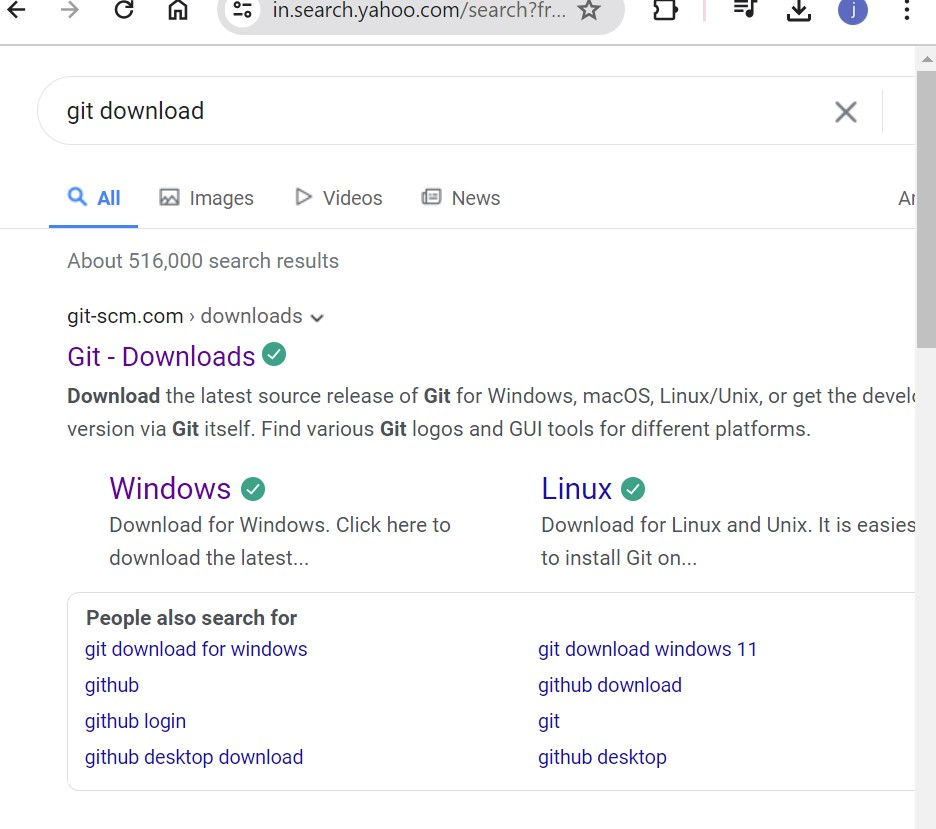 in.search.yahoo.com/search?fr...
j
git download
All Images Videos News
About 516,000 search results
git-scm.com › downloads
Git - Downloads
Download the latest source release of Git for Windows, macOS, Linux/Unix, or get the
version via Git itself. Find various Git logos and GUI tools for different platforms.
Windows
Download for Windows. Click here to
download the latest...
Linux
Download for Linux and Unix. It is easies
to install Git on...
People also search for
git download for windows
github
github login
github desktop download
git download windows 11
github download
git
github desktop